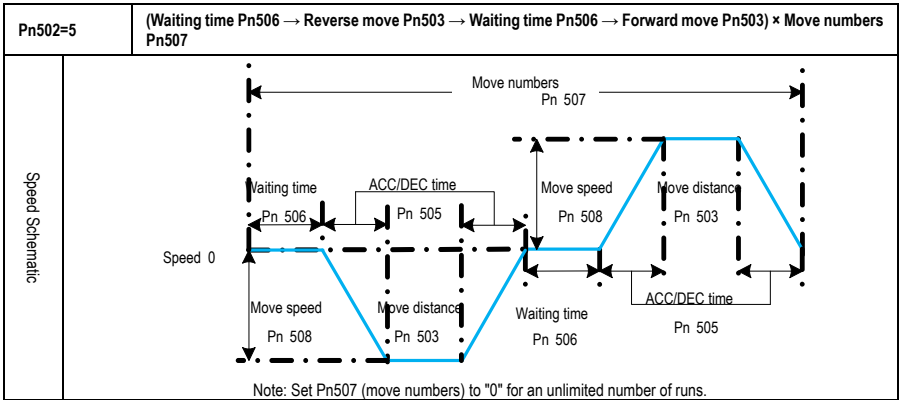 Pn502=5
(Waiting time Pn506 → Reverse move Pn503 → Waiting time Pn506 → Forward move Pn503) × Move numbers
Pn507
Speed Schematic
Move numbers
Pn 507
Waiting time
Pn 506
ACC/DEC time
Pn 505
Move speed
Pn 508
Move distance
Pn 503
Speed 0
Move speed
Pn 508
Move distance
Pn 503
Waiting time
Pn 506
ACC/DEC time
Pn 505
Note: Set Pn507 (move numbers) to "0" for an unlimited number of runs.